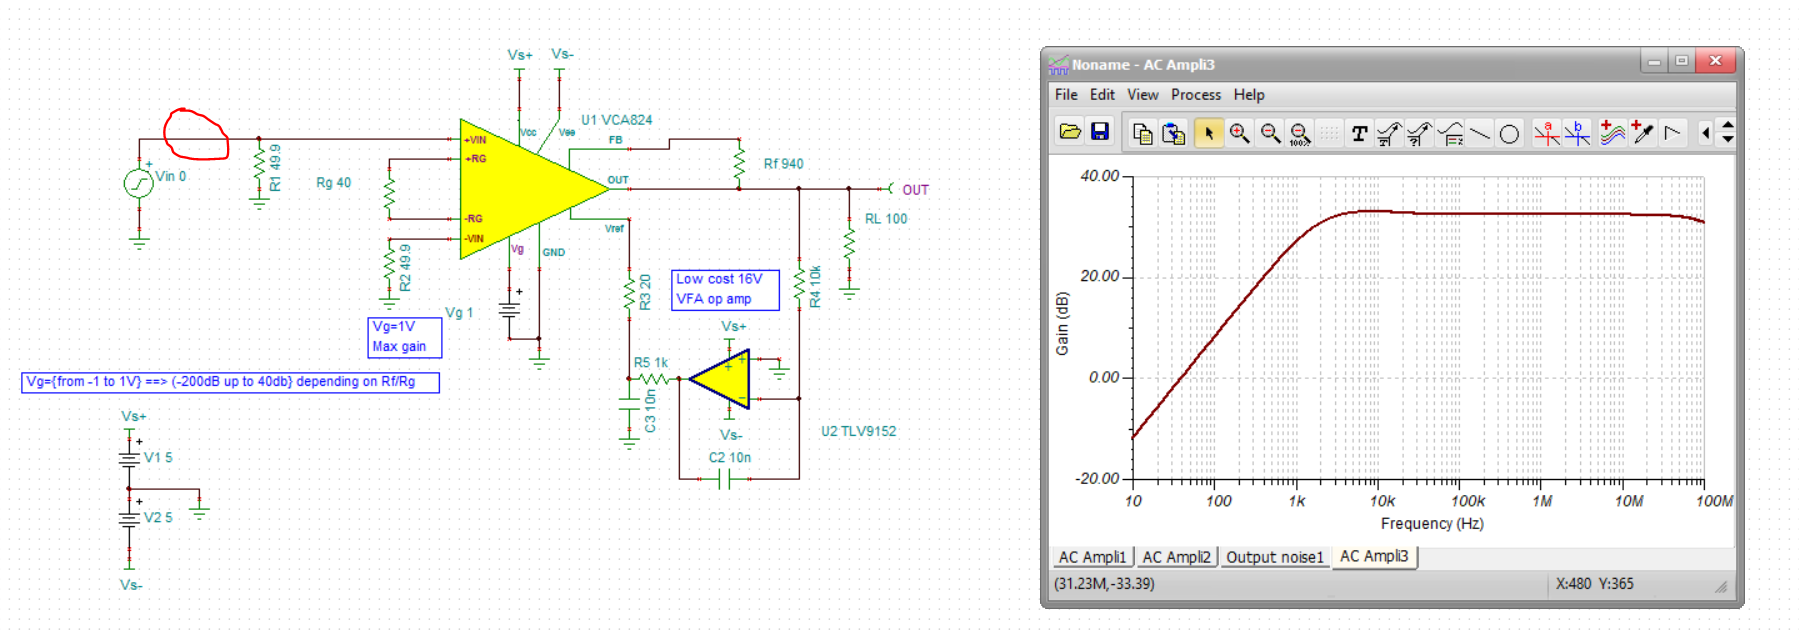 Vs+ Vs-
U1 VCA824
Vcc Vee
FB
+VIN
+RG
OUT
-RG
-VIN
Vref
Vg
GND
+
Vin 0
R1 49.9
Rg 40
Rf 940
OUT
RL 100
R2 49.9
R3 20
R4 10k
Low cost 16V
VFA op amp
+
Vg 1
Vg=1V
Max gain
Vs+
R5 1k
+
+
-
C3 10n
Vs-
U2 TLV9152
C2 10n
Vg={from -1 to 1V} ==> (-200dB up to 40db} depending on Rf/Rg
Vs+
+
V1 5
+
V2 5
Vs-
Noname - AC Ampli3
File Edit View Process Help
100%
T
a
b
40.00
20.00
0.00
-20.00
Gain (dB)
10 100 1k 10k 100k 1M 10M 100M
Frequency (Hz)
AC Ampli1 AC Ampli2 Output noise1 AC Ampli3
(31.23M,-33.39) X:480 Y:365